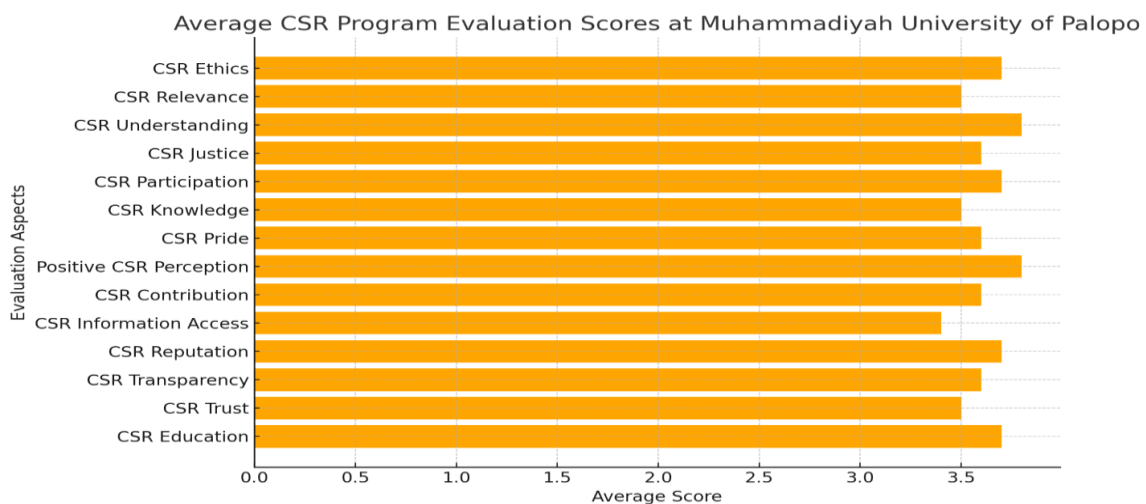 Average CSR Program Evaluation Scores at Muhammadiyah University of Palopo
Evaluation Aspects
CSR Ethics
CSR Relevance
CSR Understanding
CSR Justice
CSR Participation
CSR Knowledge
CSR Pride
Positive CSR Perception
CSR Contribution
CSR Information Access
CSR Reputation
CSR Transparency
CSR Trust
CSR Education
0.0 0.5 1.0 1.5 2.0 2.5 3.0 3.5
Average Score